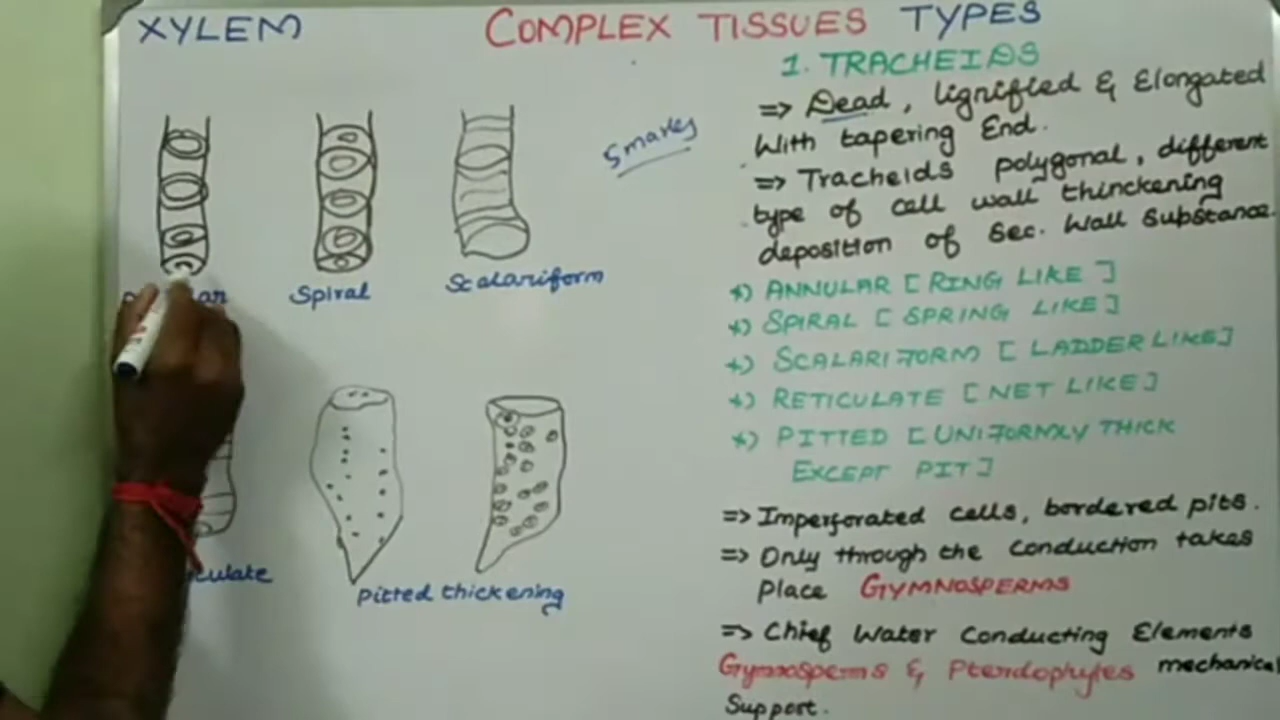 XYLEM
COMPLEX TISSUES TYPES
1. TRACHEIDS
=> Dead, lignified & Elongated
With tapering End.
=> Tracheids polygonal, different
type of cell wall thinckening
deposition of Sec. Wall Substance.
*) ANNULAR [RING LIKE]
*) SPIRAL [SPRING LIKE]
*) SCALARIFORM [LADDER LIKE]
*) RETICULATE [NET LIKE]
*) PITTED [UNIFORMLY THICK
EXCEPT PIT]
=> Imperforated cells, bordered pits.
=> Only through the conduction takes
Place GYMNOSPERMS
=> Chief Water Conducting Elements
Gymnosperms & Pteridophytes mechanical
Support.
5 marks
Spiral
Scalariform
culate
Pitted thickening